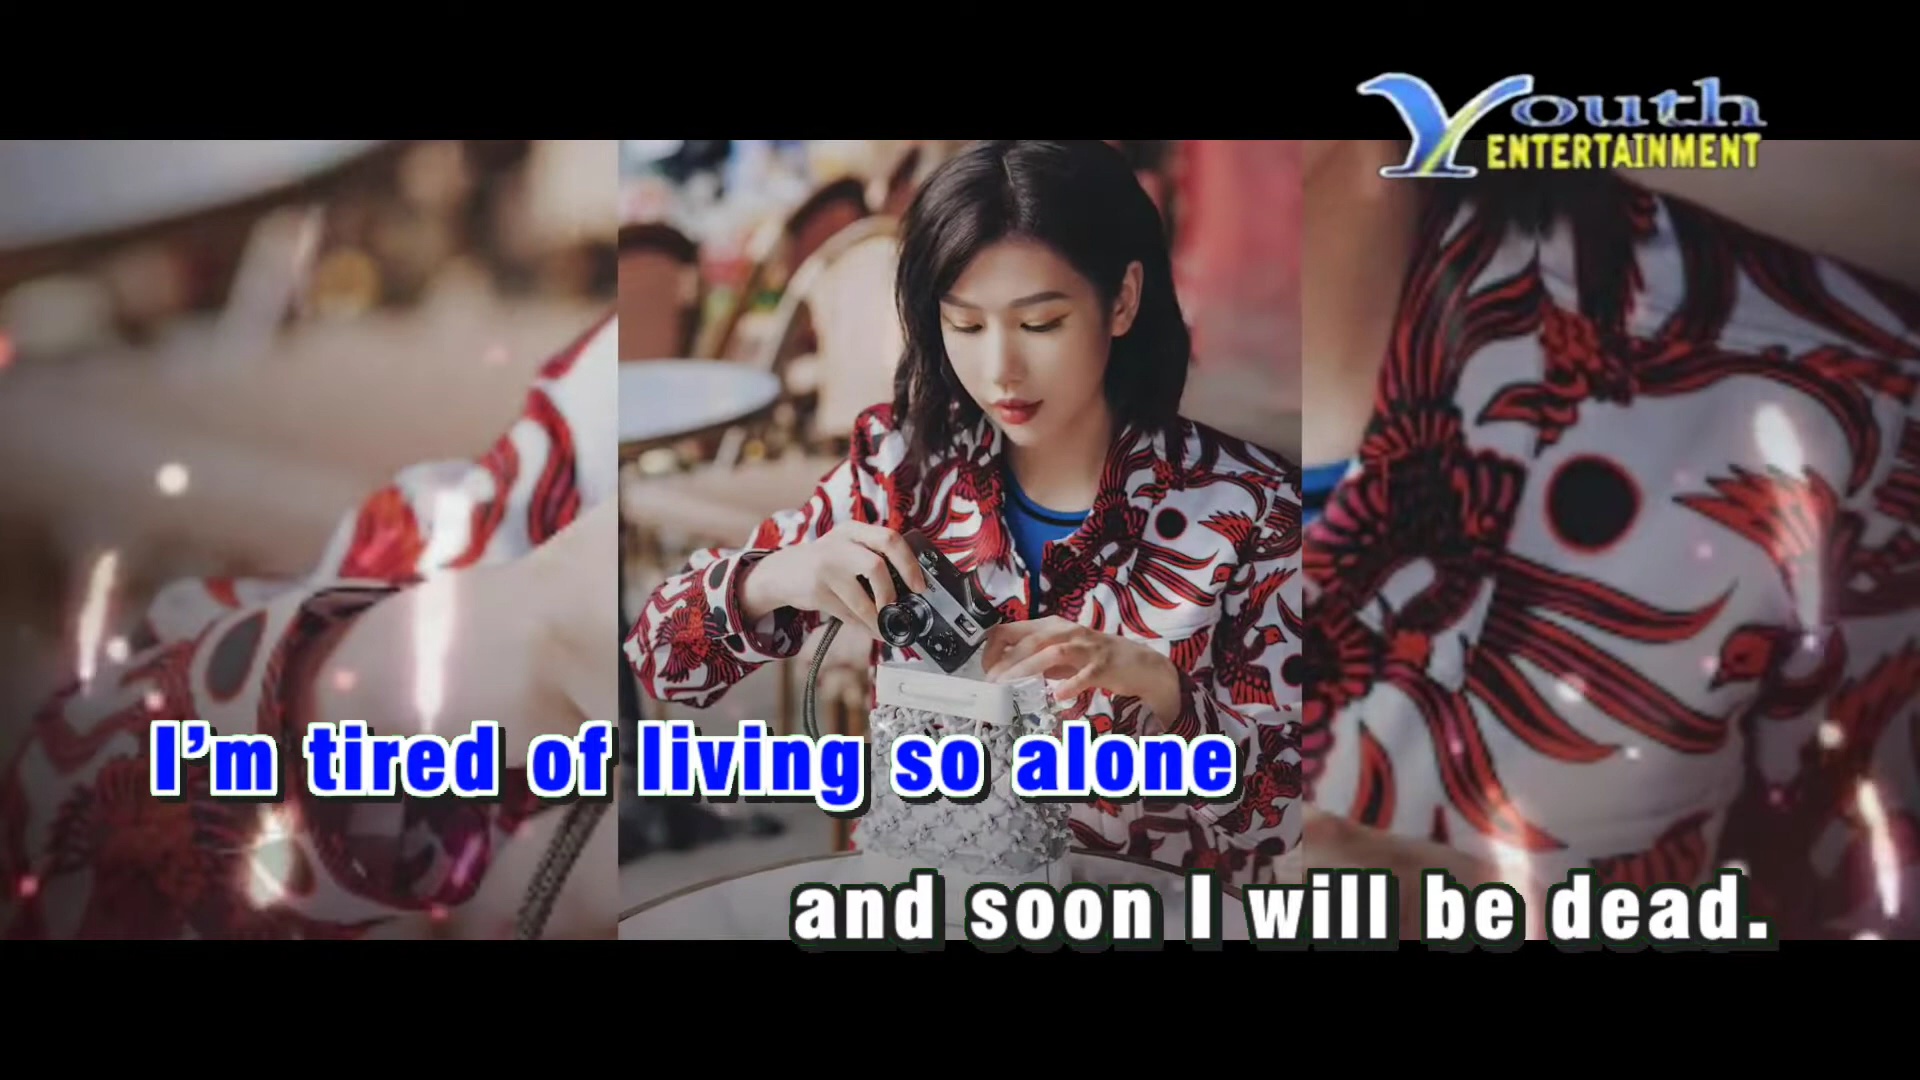 Youth
ENTERTAINMENT
I'm tired of living so alone
and soon I will be dead.